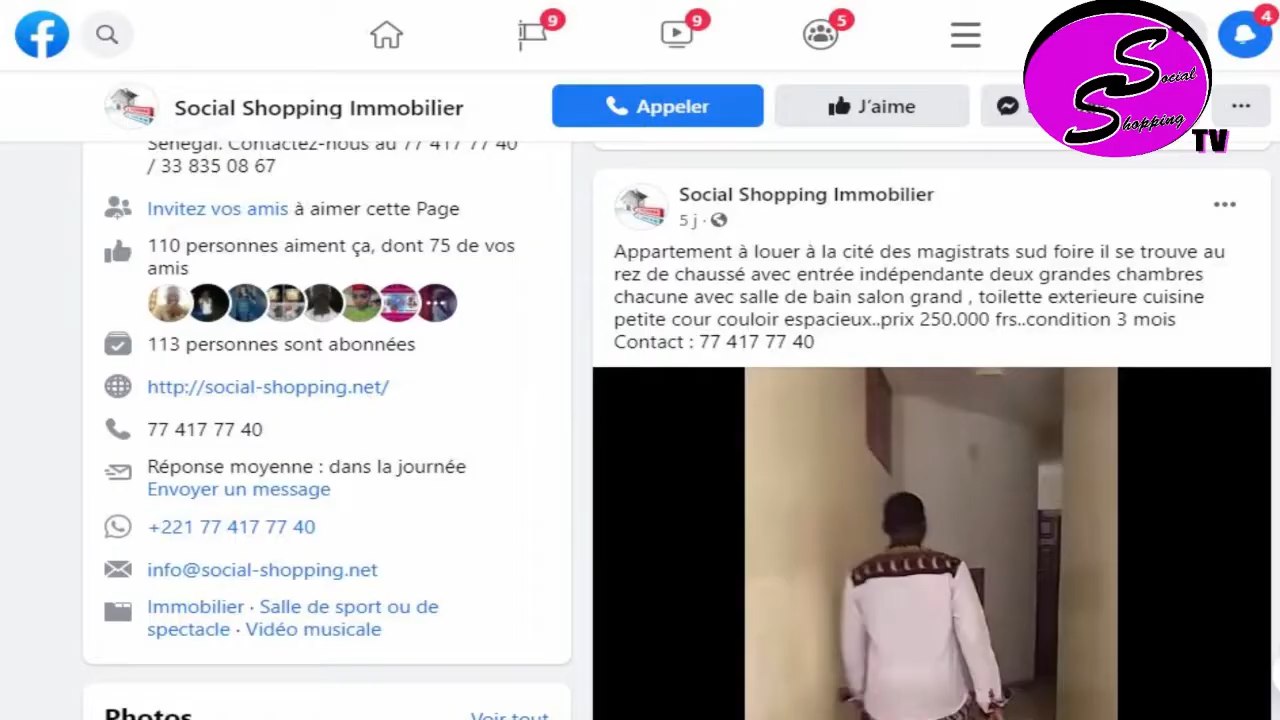 9
9
5
4
Social Shopping
TV
Social Shopping Immobilier
Appeler
J’aime
Sénégal. Contactez-nous au 77 417 77 40
/ 33 835 08 67
Invitez vos amis à aimer cette Page
110 personnes aiment ça, dont 75 de vos
amis
113 personnes sont abonnées
http://social-shopping.net/
77 417 77 40
Réponse moyenne : dans la journée
Envoyer un message
+221 77 417 77 40
info@social-shopping.net
Immobilier · Salle de sport ou de
spectacle · Vidéo musicale
Photos
Voir tout
Social Shopping Immobilier
5 j ·
Appartement à louer à la cité des magistrats sud foire il se trouve au
rez de chaussé avec entrée indépendante deux grandes chambres
chacune avec salle de bain salon grand , toilette exterieure cuisine
petite cour couloir espacieux..prix 250.000 frs..condition 3 mois
Contact : 77 417 77 40